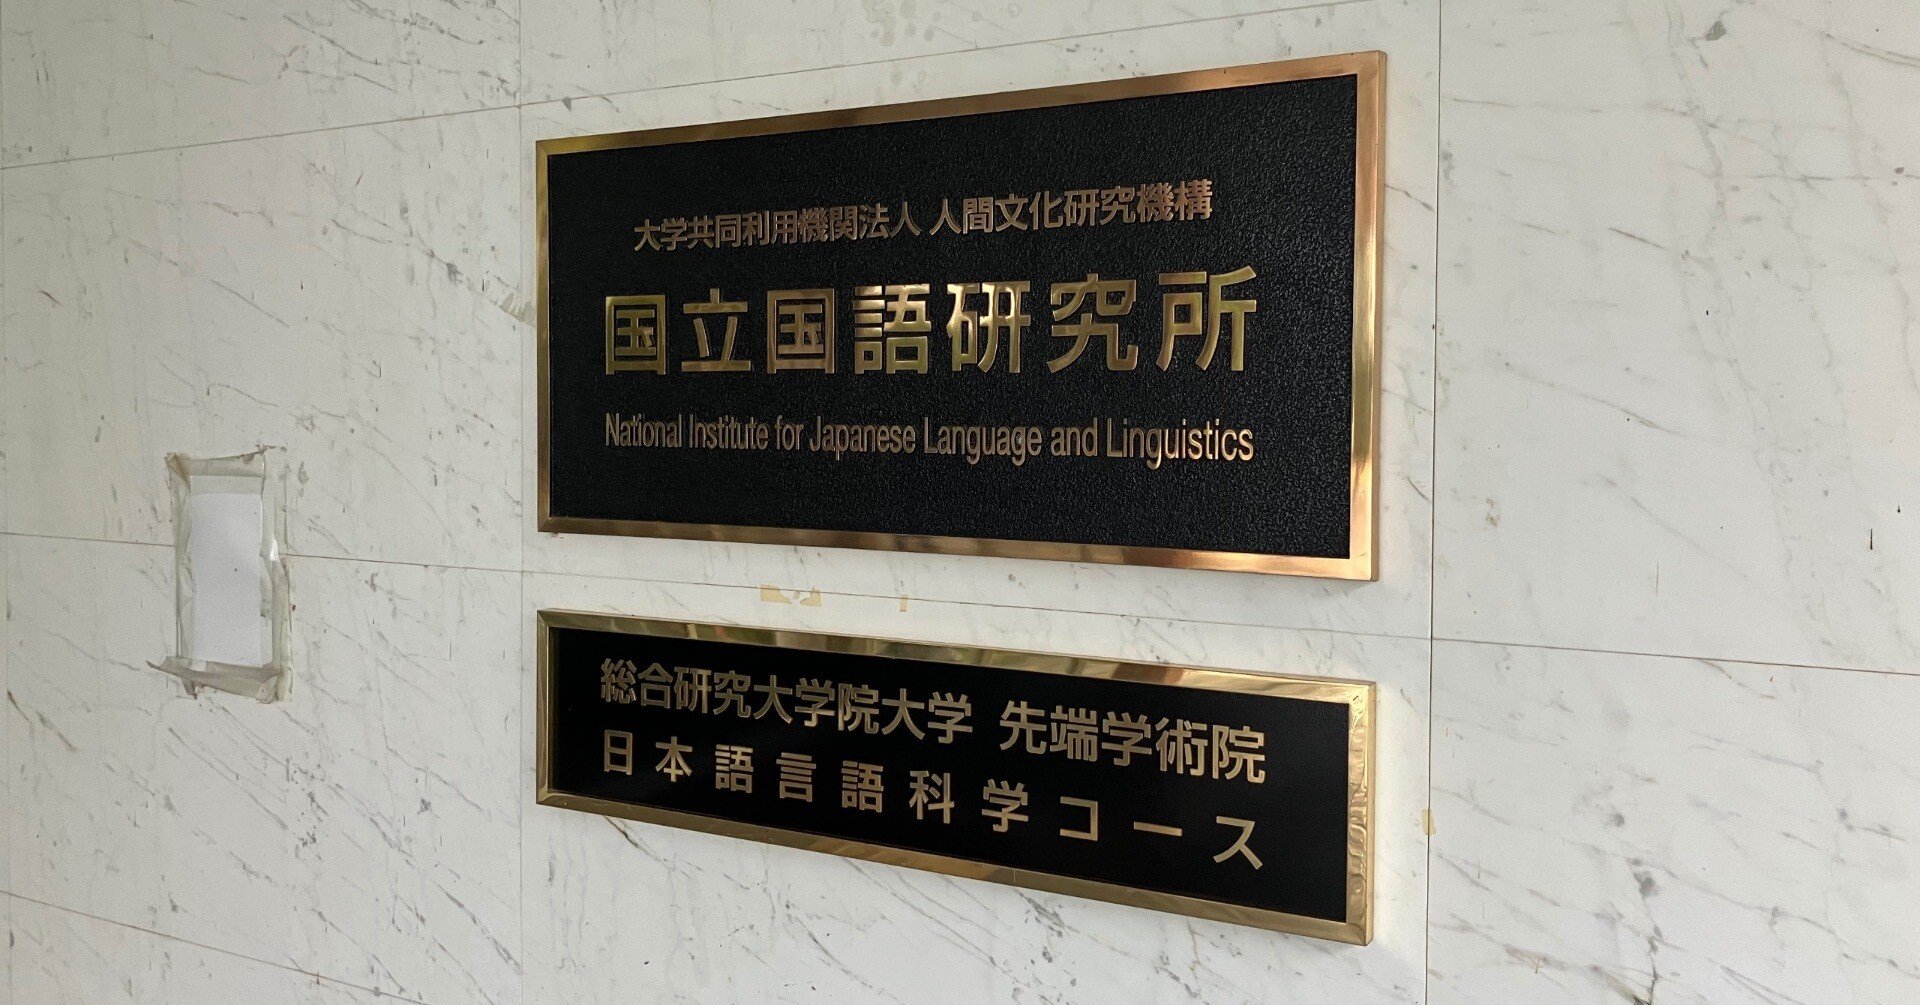 大学共同利用機関法人 人間文化研究機構
国立国語研究所
National Institute for Japanese Language and Linguistics
総合研究大学院大学 先端学術院
日本語言語科学コース